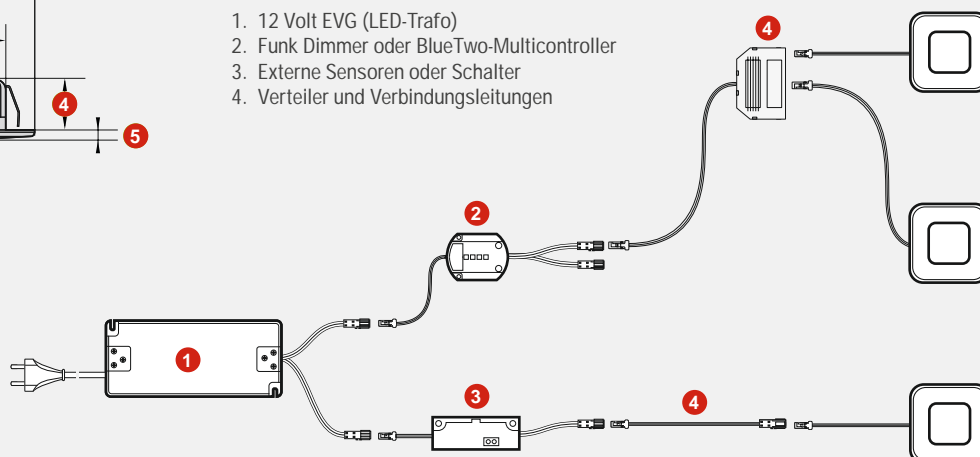 1. 12 Volt EVG (LED-Trafo)
2. Funk Dimmer oder BlueTwo-Multicontroller
3. Externe Sensoren oder Schalter
4. Verteiler und Verbindungsleitungen
4
4
5
2
1
3
4